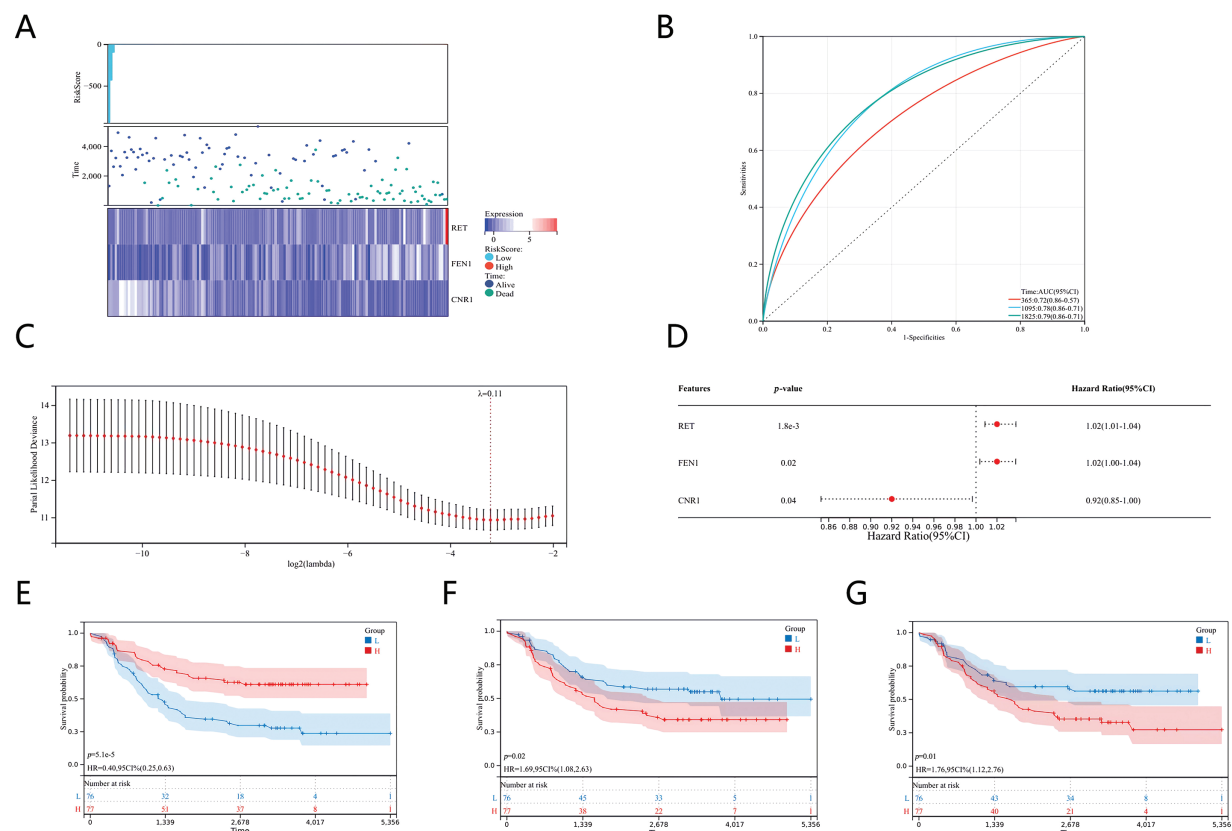 A
0
−500
RiskScore
4,000
2,000
Time
RET
FEN1
CNR1
Expression
0 5
RiskScore:
Low
High
Time:
Alive
Dead
B
1.0
0.8
0.6
0.4
0.2
0.0
Sensitivities
0.0 0.2 0.4 0.6 0.8 1.0
1-Specificities
Time:AUC(95%CI)
365:0.72(0.86-0.57)
1095:0.78(0.86-0.71)
1825:0.79(0.86-0.71)
C
λ=0.11
14
13
12
11
Parial Likelihood Deviance
−10 −8 −6 −4 −2
log2(lambda)
D
Features p-value Hazard Ratio(95%CI)
RET 1.8e-3 1.02(1.01-1.04)
FEN1 0.02 1.02(1.00-1.04)
CNR1 0.04 0.92(0.85-1.00)
0.86 0.88 0.90 0.92 0.94 0.96 0.98 1.00 1.02
Hazard Ratio(95%CI)
E
Group
L
H
1.0
0.8
0.5
0.3
0.0
Survival probability
p=5.1e-5
HR=0.40,95CI%(0.25,0.63)
Number at risk
L 76 32 18 4 1
H 77 51 37 8 1
0 1,339 2,678 4,017 5,356
Time
F
Group
L
H
1.0
0.8
0.5
0.3
0.0
Survival probability
p=0.02
HR=1.69,95CI%(1.08,2.63)
Number at risk
L 76 45 33 5 1
H 77 38 22 7 1
0 1,339 2,678 4,017 5,356
G
Group
L
H
1.0
0.8
0.5
0.3
0.0
Survival probability
p=0.01
HR=1.76,95CI%(1.12,2.76)
Number at risk
L 76 43 34 8 1
H 77 40 21 4 1
0 1,339 2,678 4,017 5,356